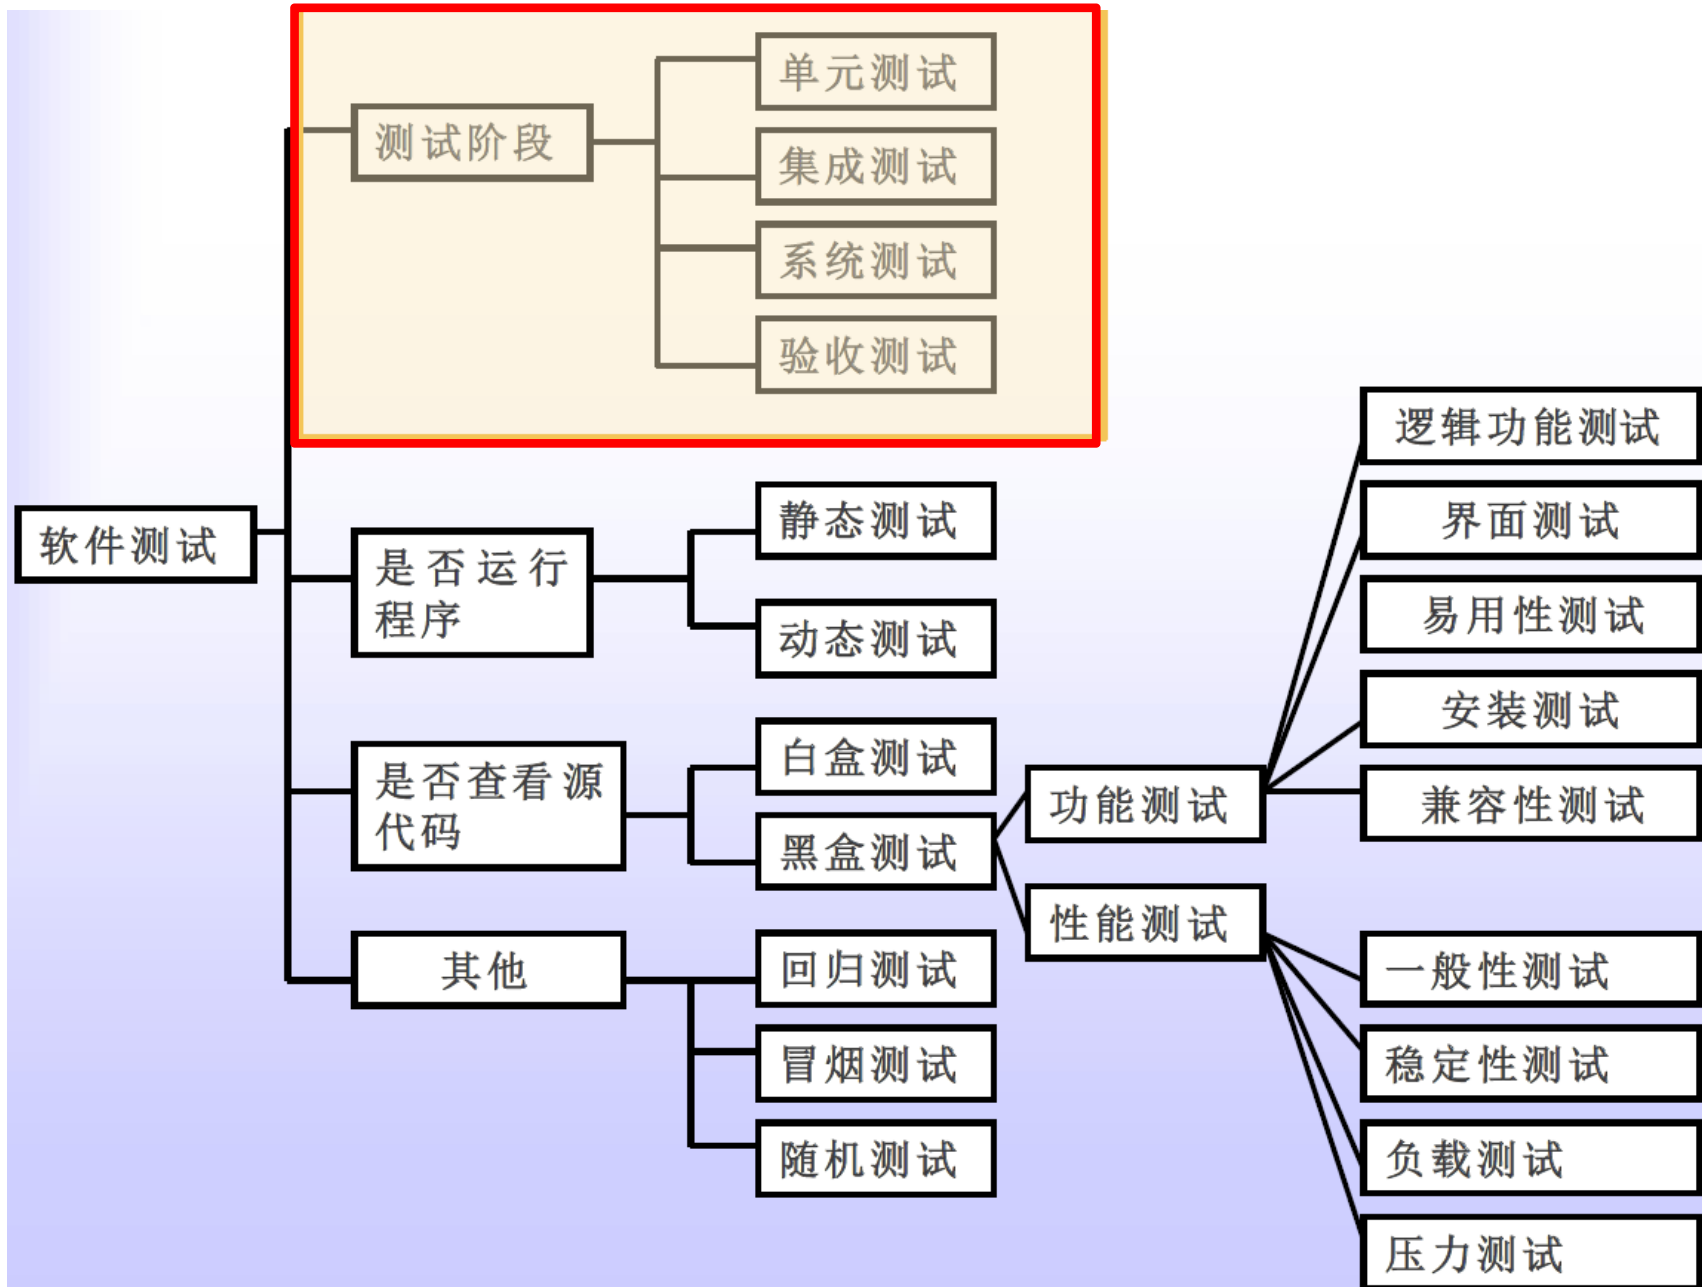 单元测试
测试阶段
集成测试
系统测试
验收测试
逻辑功能测试
静态测试
界面测试
软件测试
是否运行
程序
易用性测试
动态测试
安装测试
白盒测试
是否查看源
代码
功能测试
兼容性测试
黑盒测试
性能测试
其他
回归测试
一般性测试
冒烟测试
稳定性测试
随机测试
负载测试
压力测试